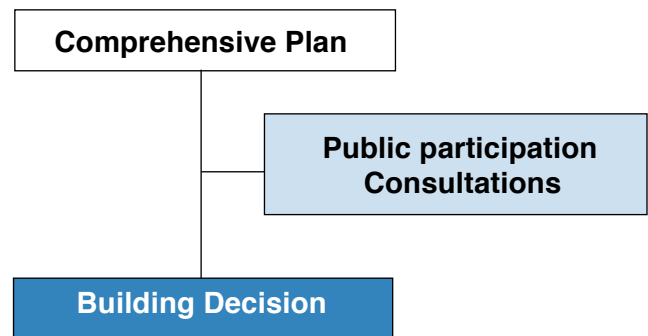 Comprehensive Plan
Public participation
Consultations
Building Decision